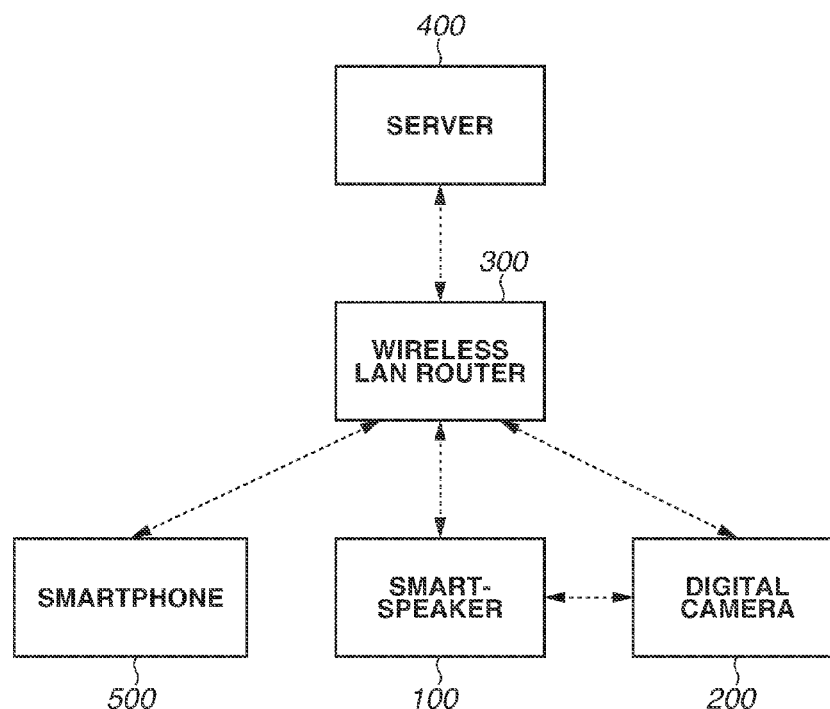 400
SERVER
300
WIRELESS
LAN ROUTER
SMARTPHONE
SMART-
SPEAKER
DIGITAL
CAMERA
500
100
200